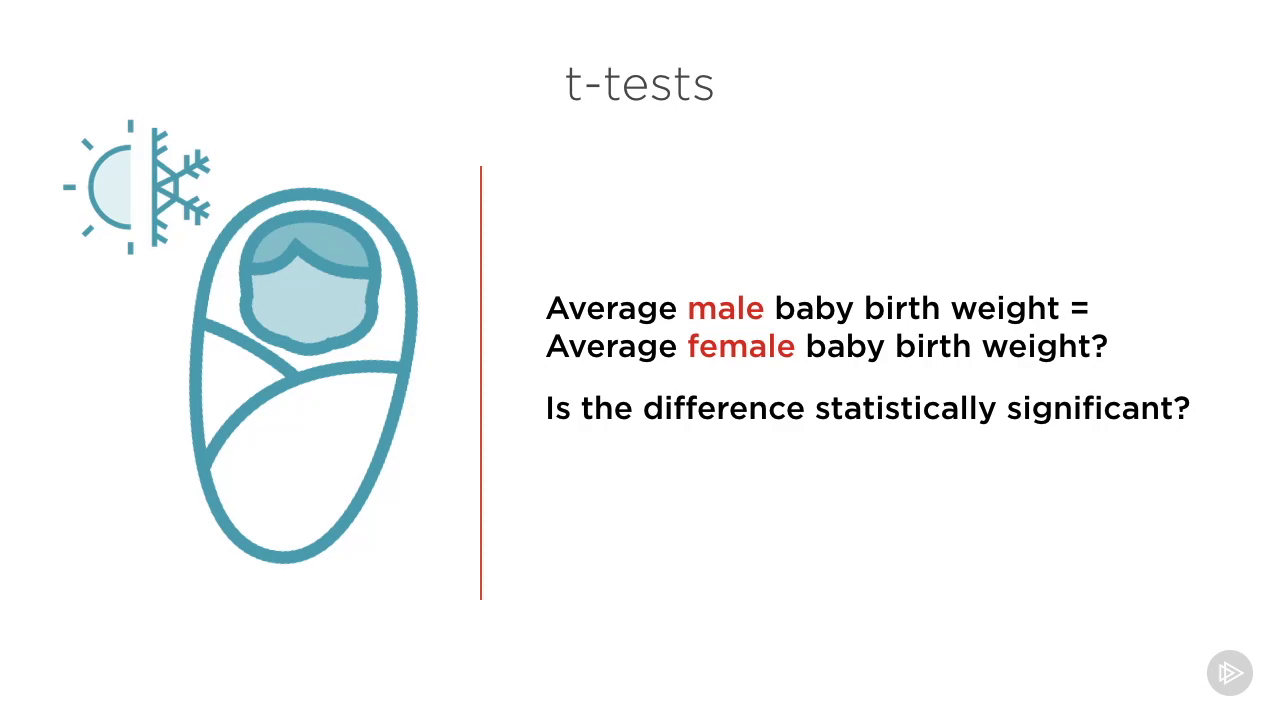 t-tests
Average male baby birth weight =
Average female baby birth weight?
Is the difference statistically significant?